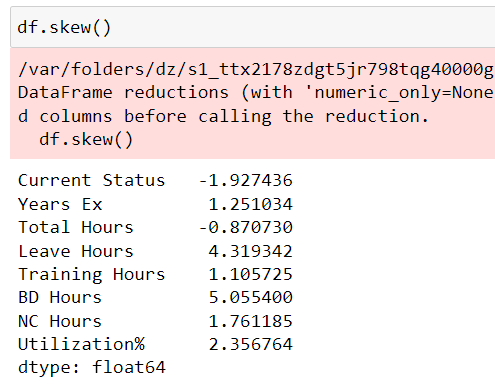 df.skew()
/var/folders/dz/s1_ttx2178zdgt5jr798tqg40000g
DataFrame reductions (with 'numeric_only=None
d columns before calling the reduction.
df.skew()
Current Status -1.927436
Years Ex 1.251034
Total Hours -0.870730
Leave Hours 4.319342
Training Hours 1.105725
BD Hours 5.055400
NC Hours 1.761185
Utilization% 2.356764
dtype: float64